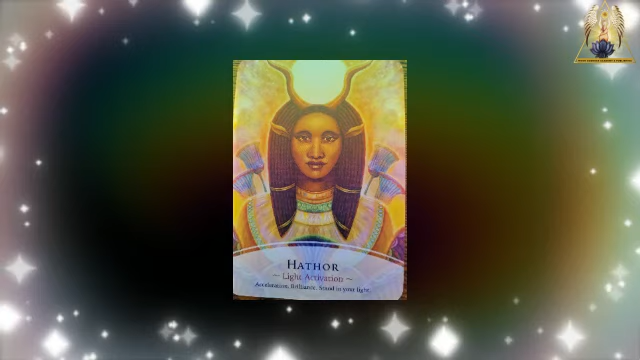 HATHOR
~ Light Activation ~
Acceleration. Brilliance. Stand in your light.